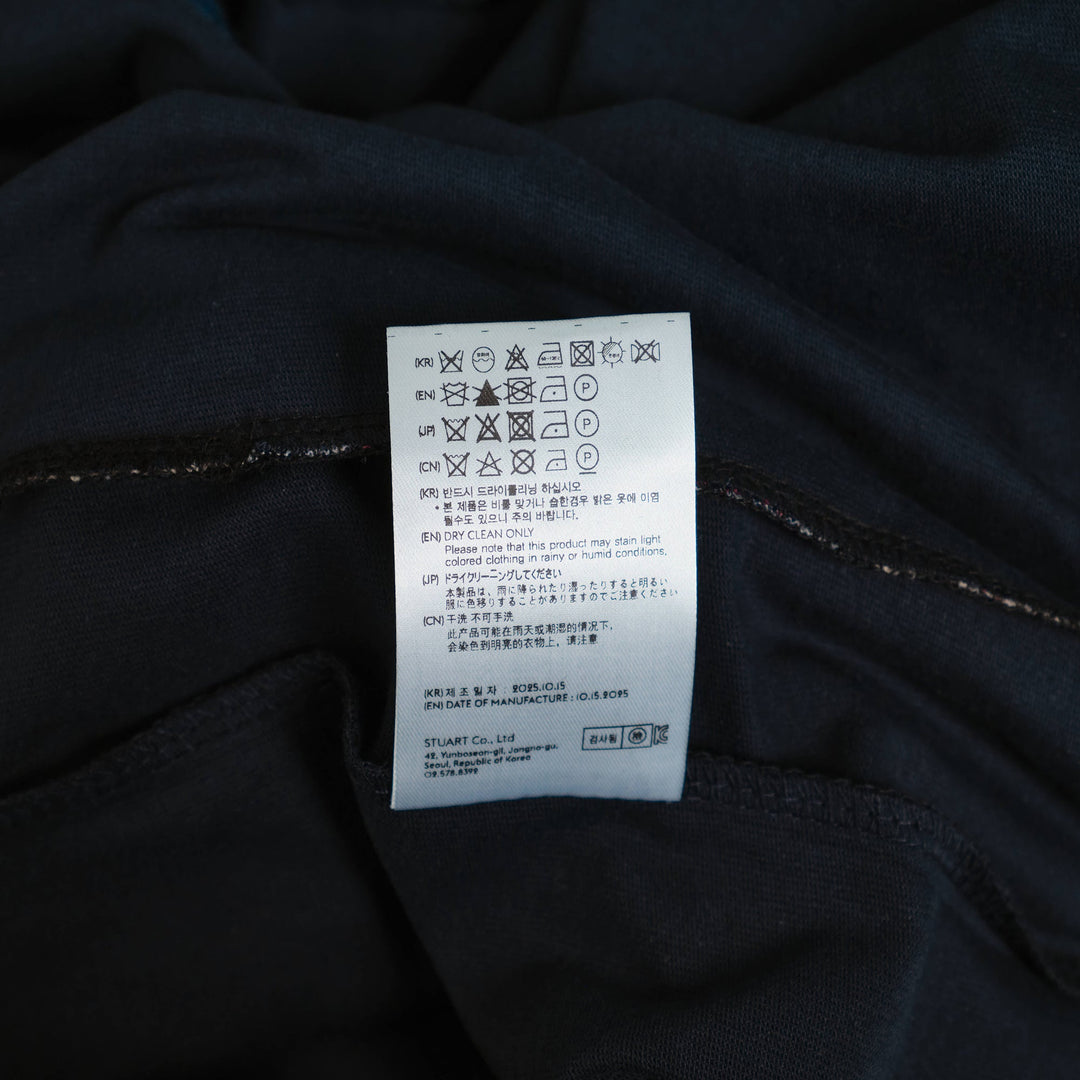 (KR)
(EN) P
(JP) P
(CN) P
(KR) 반드시 드라이클리닝 하십시오
• 본 제품은 비를 맞거나 습한경우 밝은 옷에 이염
될수도 있으니 주의 바랍니다.
(EN) DRY CLEAN ONLY
Please note that this product may stain light
colored clothing in rainy or humid conditions.
(JP) ドライクリーニングしてください
本製品は、雨に降られたり湿ったりすると明るい
服に色移りすることがありますのでご注意ください
(CN) 干洗 不可手洗
此产品可能在雨天或潮湿的情况下,
会染色到明亮的衣物上, 请注意
(KR) 제 조 일 자 : 2025.10.15
(EN) DATE OF MANUFACTURE : 10.15.2025
STUART Co., Ltd
42, Yunboseon-gil, Jongno-gu,
Seoul, Republic of Korea
02.578.8392
검사필